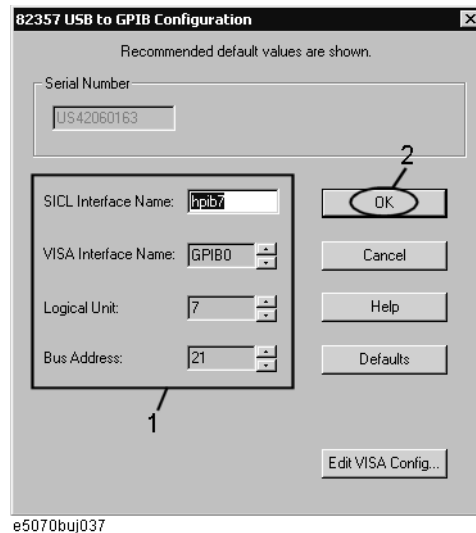 82357 USB to GPIB Configuration
Recommended default values are shown.
Serial Number
US42060163
2
SICL Interface Name: hpib7
OK
VISA Interface Name: GPIB0
Cancel
Logical Unit: 7
Help
Bus Address: 21
Defaults
1
Edit VISA Config...
e5070buj037